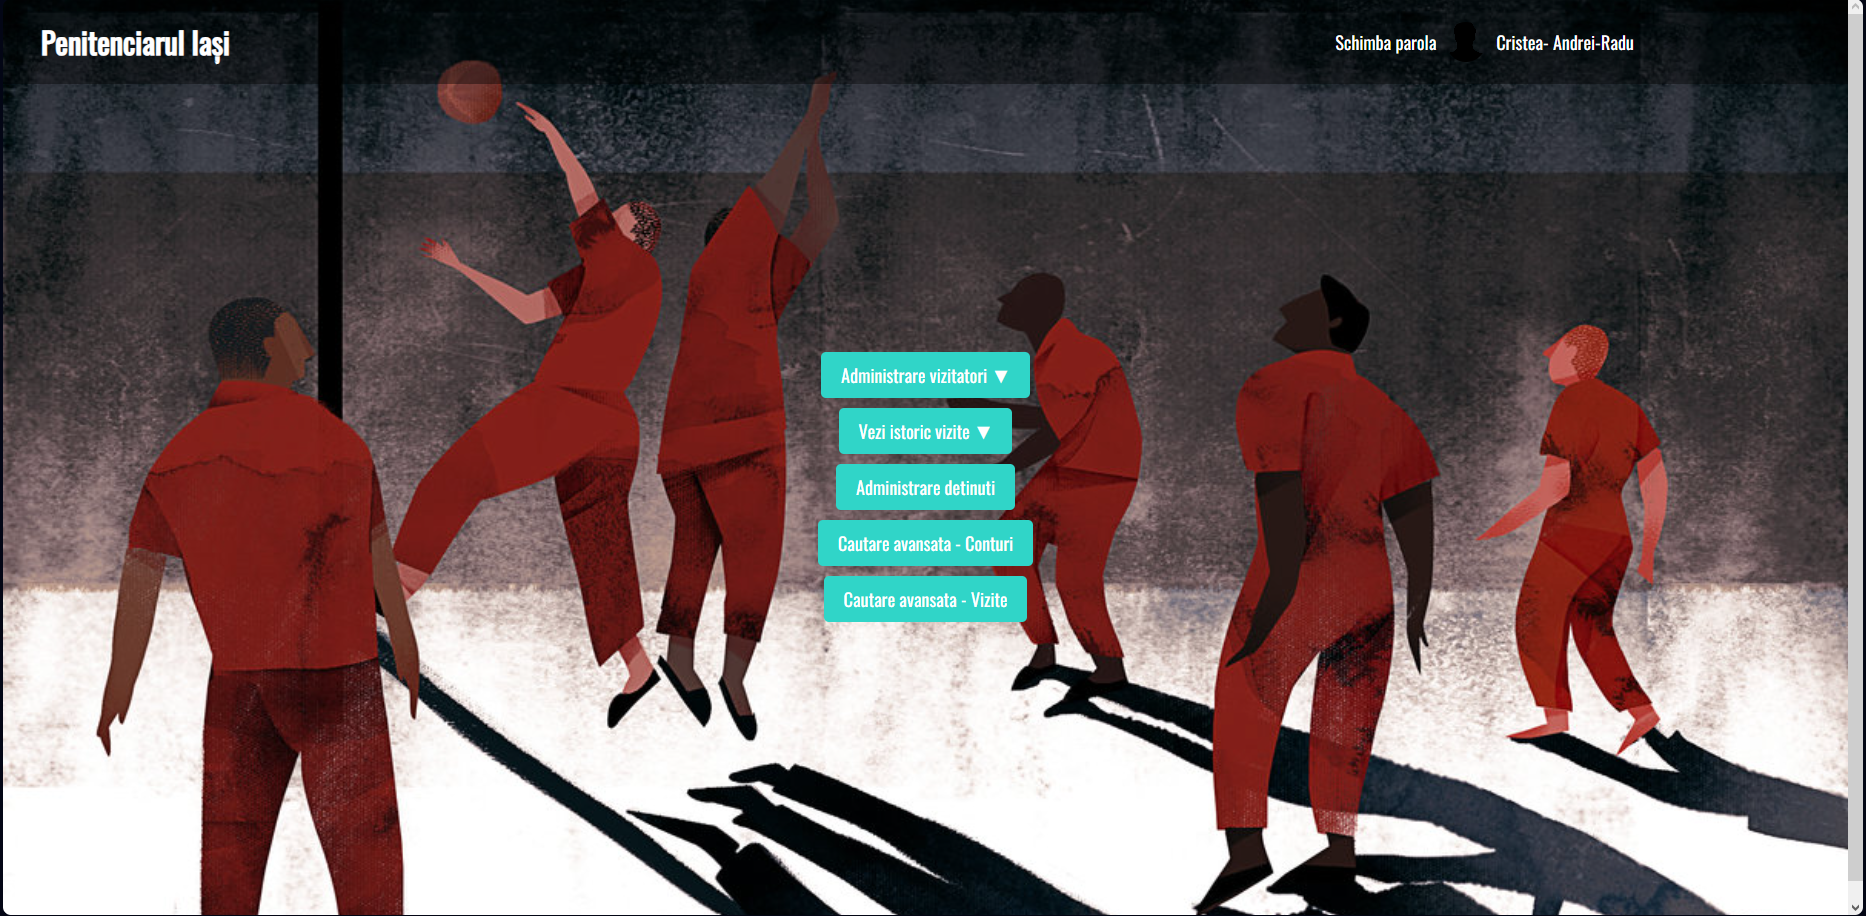 Penitenciarul Iași
Schimba parola
Cristea- Andrei-Radu
Administrare vizitatori ▼
Vezi istoric vizite ▼
Administrare detinuti
Cautare avansata - Conturi
Cautare avansata - Vizite